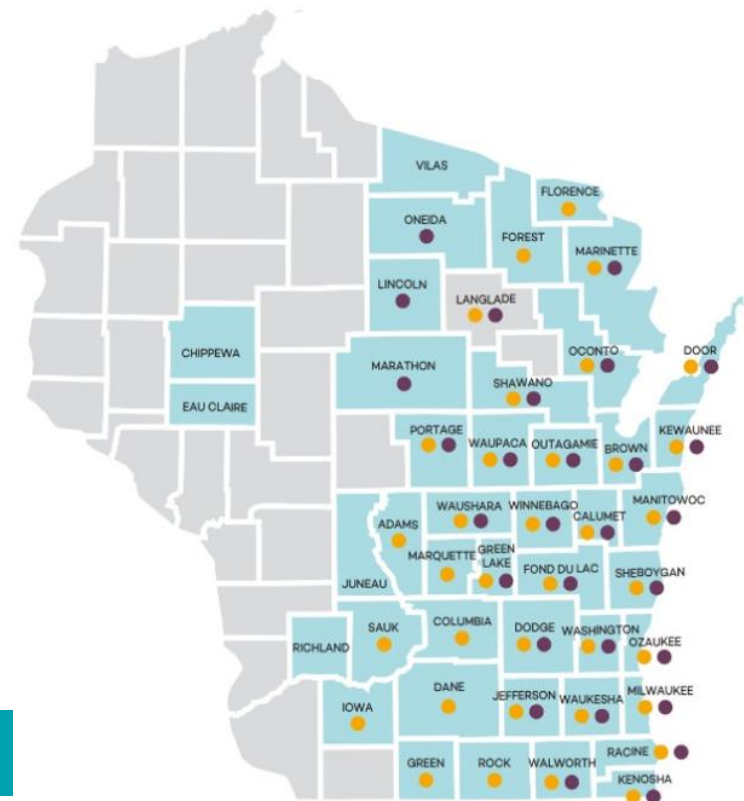 VILAS
FLORENCE
ONEIDA
FOREST
MARINETTE
LINCOLN
LANGLADE
CHIPPEWA
OCONTO
DOOR
MARATHON
SHAWANO
EAU CLAIRE
PORTAGE
WAUPACA
OUTAGAMIE
BROWN
KEWAUNEE
WAUSHARA
WINNEBAGO
CALUMET
MANITOWOC
ADAMS
MARQUETTE
GREEN
LAKE
FOND DU LAC
SHEBOYGAN
JUNEAU
RICHLAND
SAUK
COLUMBIA
DODGE
WASHINGTON
OZAUKEE
IOWA
DANE
JEFFERSON
WAUKESHA
MILWAUKEE
GREEN
ROCK
WALWORTH
RACINE
KENOSHA